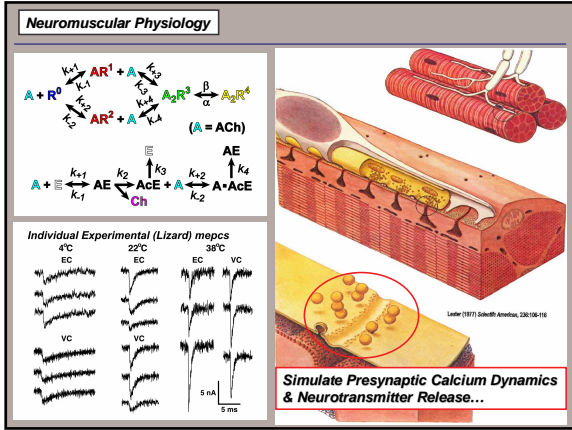 Neuromuscular Physiology
k+1 AR¹ + A k+3
k-1 k-3 β
A + R⁰ A₂R³ A₂R⁴
k+2 k+4 α
k-2 AR² + A k-4
(A = ACh)
E AE
k+1 k2 k3 k+2 k4
A + E AE AcE + A A•AcE
k-1 Ch k-2
Individual Experimental (Lizard) mepcs
4°C 22°C 38°C
EC EC EC VC
VC VC
5 nA
5 ms
Lester (1977) Scientific American, 236:106-116
Simulate Presynaptic Calcium Dynamics
& Neurotransmitter Release…